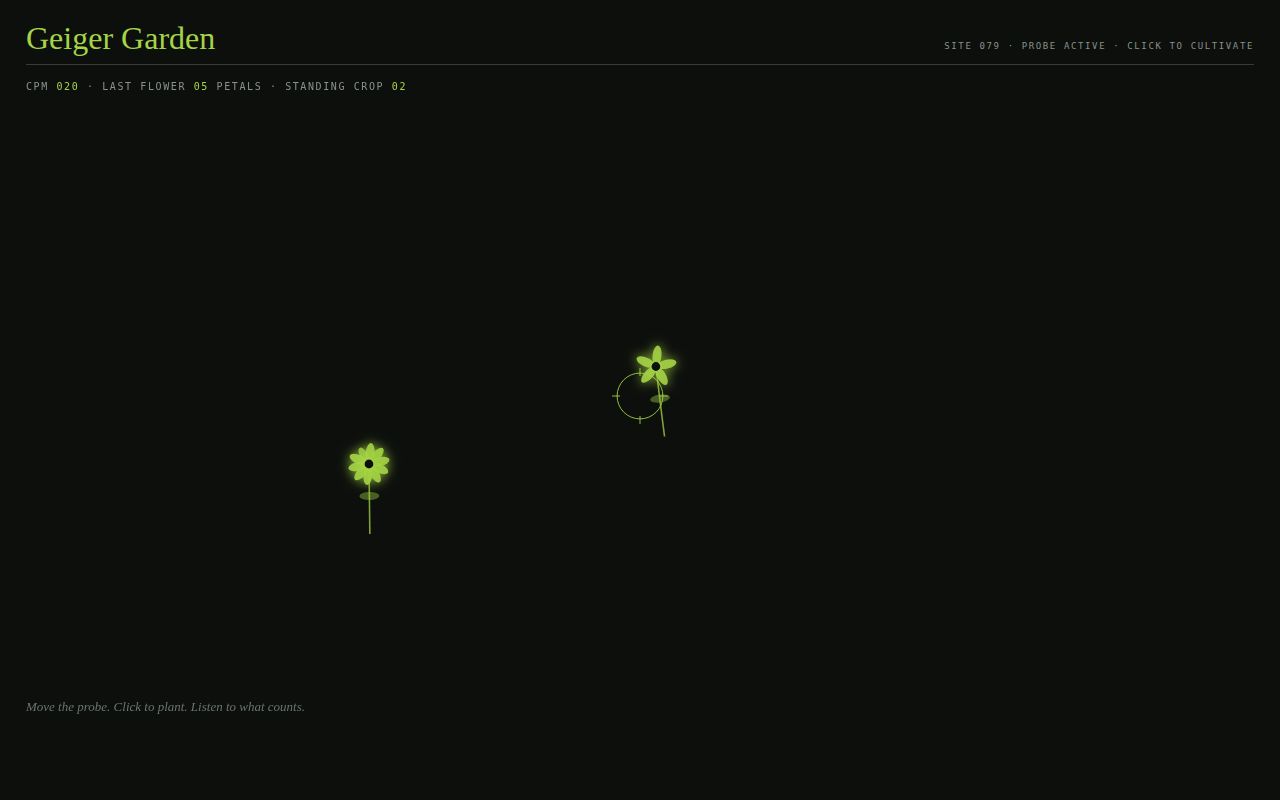 Geiger Garden
SITE 079 · PROBE ACTIVE · CLICK TO CULTIVATE
CPM 020 · LAST FLOWER 05 PETALS · STANDING CROP 02
Move the probe. Click to plant. Listen to what counts.